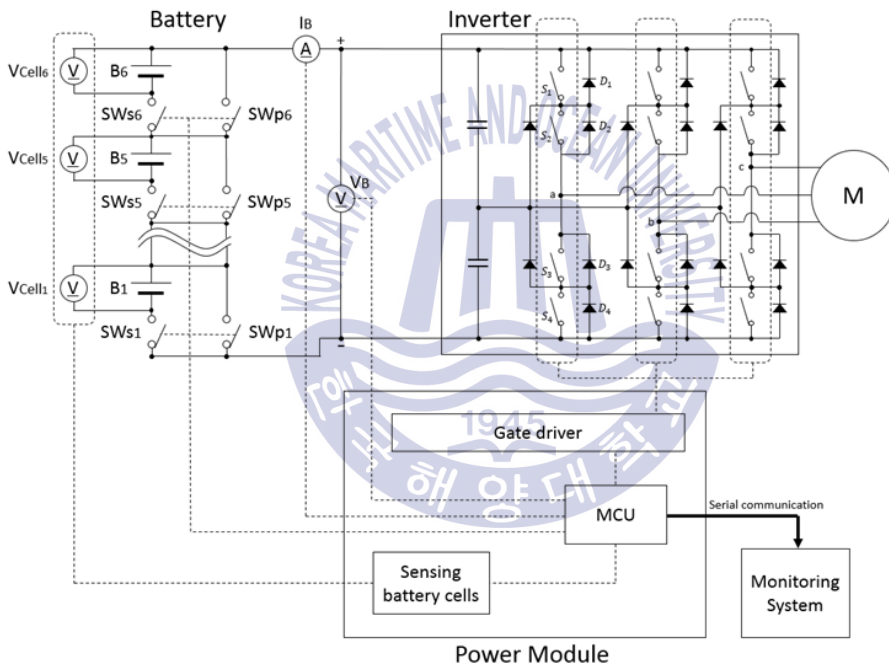 Battery
IB
Inverter
A
+
VCell6
V
B6
SWs6
SWp6
VCell5
V
B5
SWs5
SWp5
VB
V
VCell1
V
B1
SWs1
SWp1
-
S1
D1
S2
D2
a
b
c
M
S3
D3
S4
D4
KOREA MARITIME AND OCEAN UNIVERSITY
1945
한국해양대학교
Gate driver
MCU
Serial communication
Sensing
battery cells
Monitoring
System
Power Module